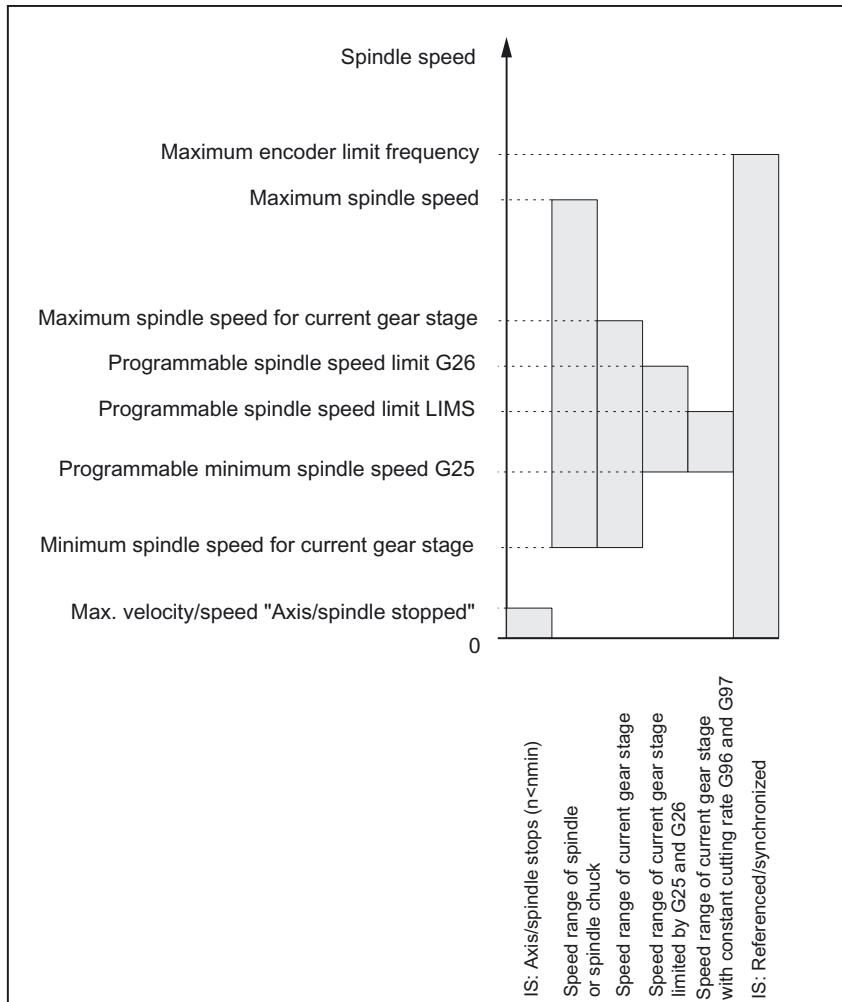 Spindle speed
Maximum encoder limit frequency
Maximum spindle speed
Maximum spindle speed for current gear stage
Programmable spindle speed limit G26
Programmable spindle speed limit LIMS
Programmable minimum spindle speed G25
Minimum spindle speed for current gear stage
Max. velocity/speed "Axis/spindle stopped"
0
IS: Axis/spindle stops (n<nmin)
Speed range of spindle
or spindle chuck
Speed range of current gear stage
Speed range of current gear stage
limited by G25 and G26
Speed range of current gear stage
with constant cutting rate G96 and G97
IS: Referenced/synchronized